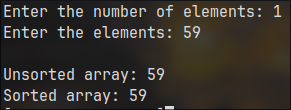 Enter the number of elements: 1
Enter the elements: 59
Unsorted array: 59
Sorted array: 59